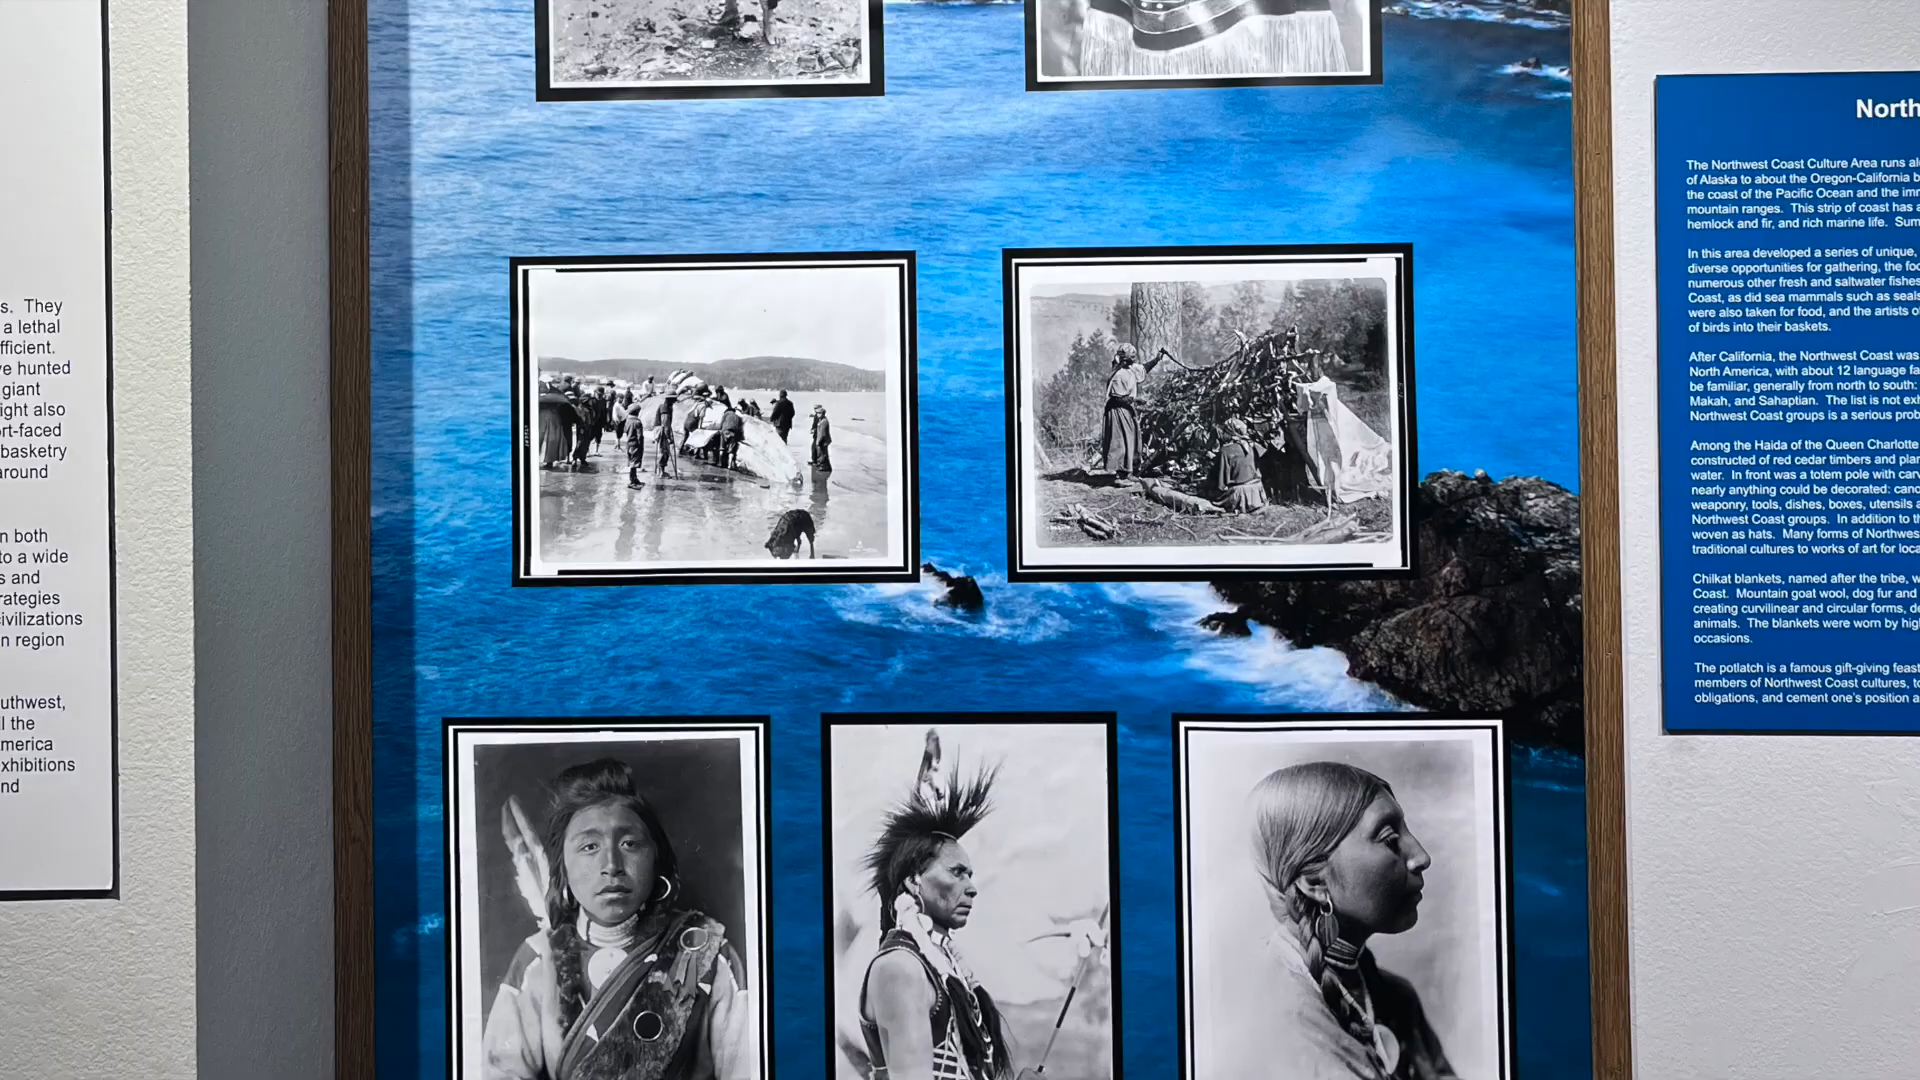 s. They
a lethal
fficient.
ve hunted
giant
ight also
rt-faced
basketry
around
n both
to a wide
s and
rategies
ivilizations
n region
uthwest,
ll the
merica
xhibitions
nd
North
The Northwest Coast Culture Area runs al
of Alaska to about the Oregon-California b
the coast of the Pacific Ocean and the imm
mountain ranges. This strip of coast has a
hemlock and fir, and rich marine life. Sum
In this area developed a series of unique,
diverse opportunities for gathering, the foo
numerous other fresh and saltwater fishes
Coast, as did sea mammals such as seals
were also taken for food, and the artists o
of birds into their baskets.
After California, the Northwest Coast was
North America, with about 12 language fa
be familiar, generally from north to south:
Makah, and Sahaptian. The list is not exh
Northwest Coast groups is a serious prob
Among the Haida of the Queen Charlotte
constructed of red cedar timbers and plan
water. In front was a totem pole with carv
nearly anything could be decorated: cano
weaponry, tools, dishes, boxes, utensils a
Northwest Coast groups. In addition to th
woven as hats. Many forms of Northwes
traditional cultures to works of art for loca
Chilkat blankets, named after the tribe, w
Coast. Mountain goat wool, dog fur and
creating curvilinear and circular forms, de
animals. The blankets were worn by high
occasions.
The potlatch is a famous gift-giving feast
members of Northwest Coast cultures, to
obligations, and cement one's position a